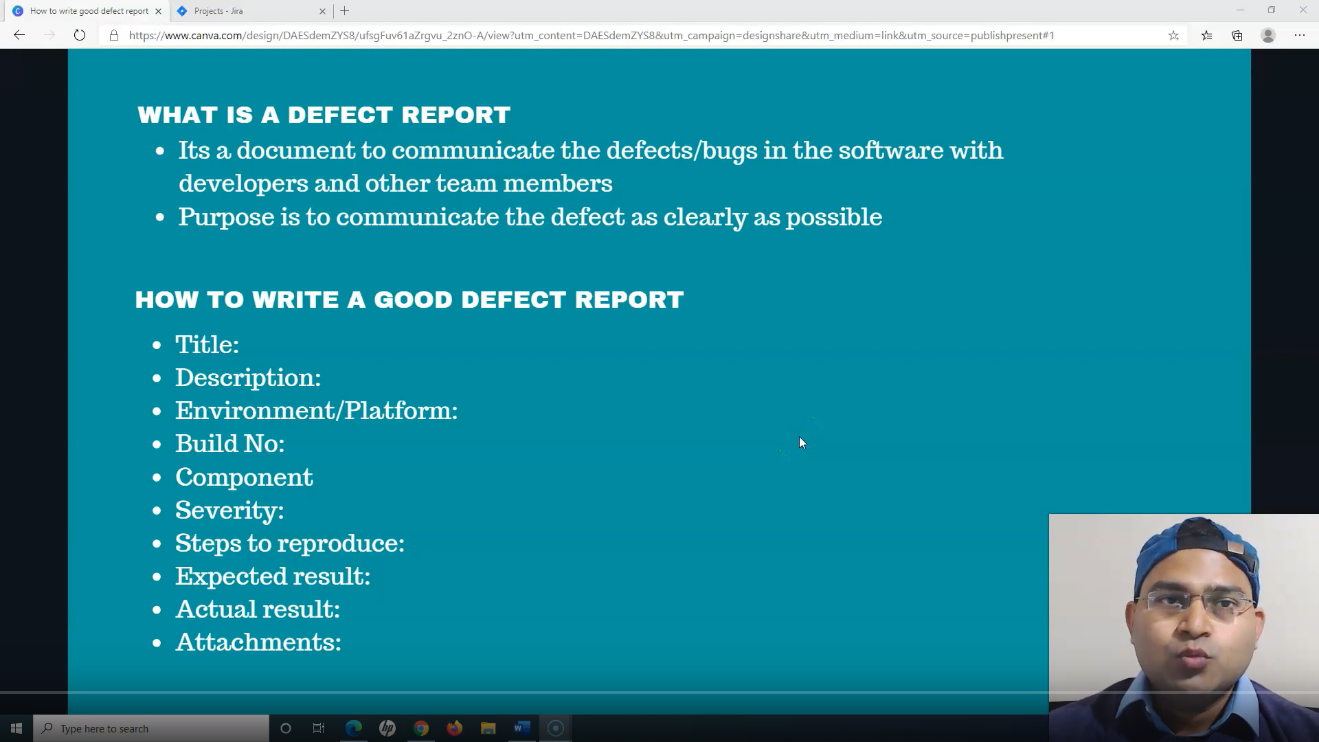 How to write good defect report
Projects - Jira
https://www.canva.com/design/DAESdemZYS8/ufsgFuv61aZrgvu_2znO-A/view?utm_content=DAESdemZYS8&utm_campaign=designshare&utm_medium=link&utm_source=publishpresent#1
WHAT IS A DEFECT REPORT
• Its a document to communicate the defects/bugs in the software with
developers and other team members
• Purpose is to communicate the defect as clearly as possible
HOW TO WRITE A GOOD DEFECT REPORT
• Title:
• Description:
• Environment/Platform:
• Build No:
• Component
• Severity:
• Steps to reproduce:
• Expected result:
• Actual result:
• Attachments:
Type here to search